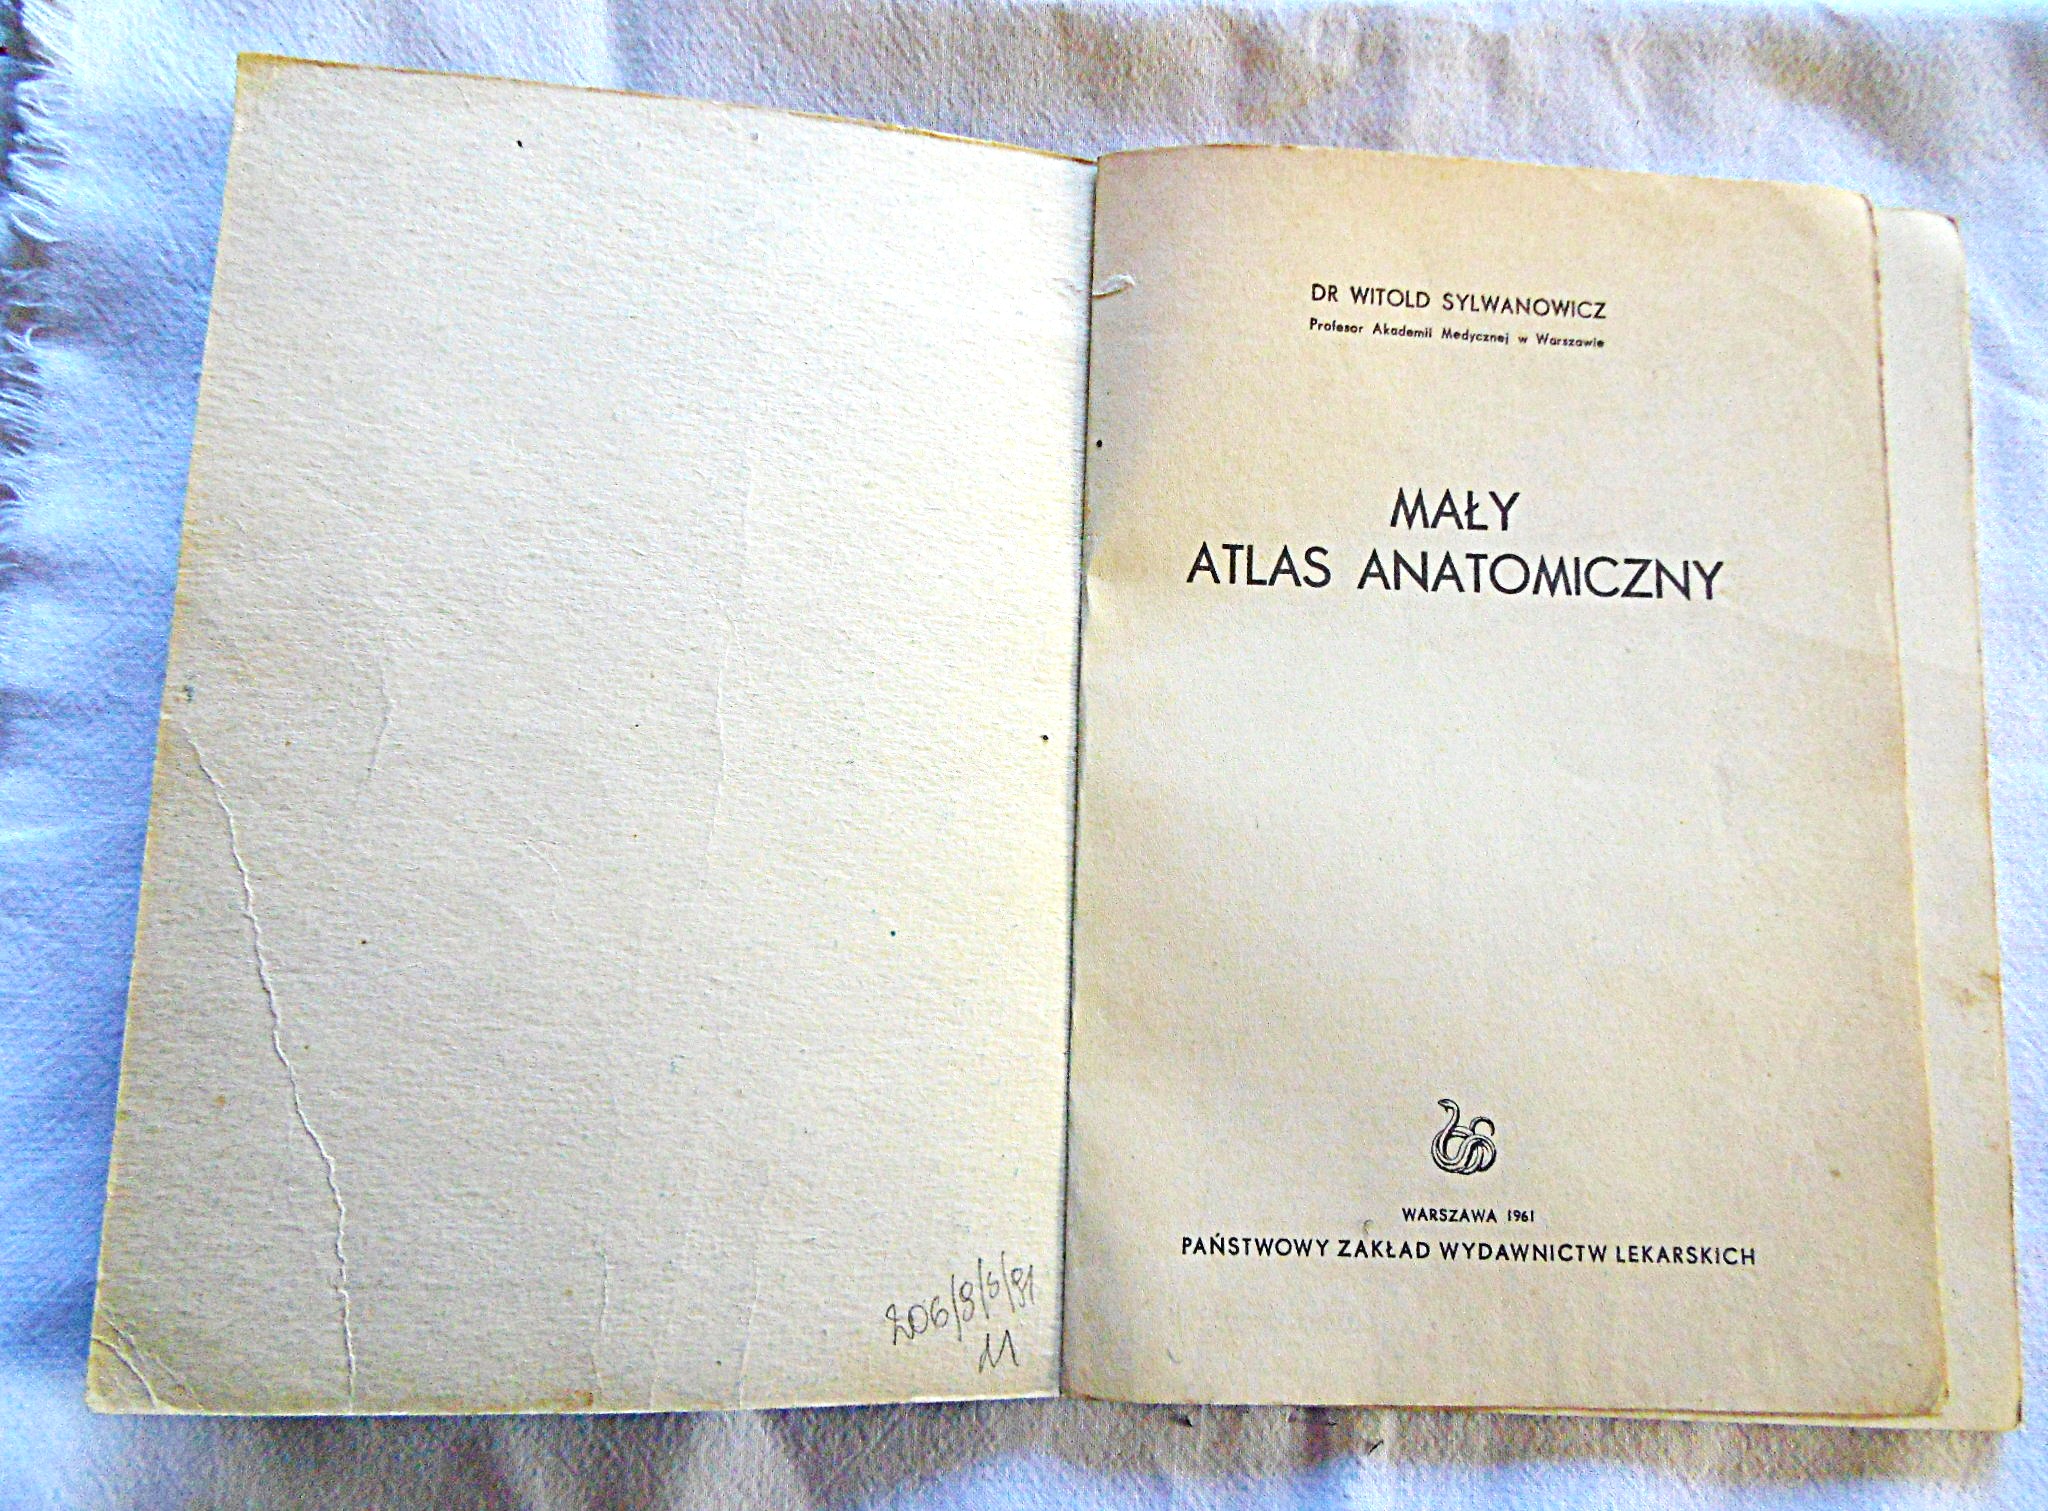 DR WITOLD SYLWANOWICZ
Profesor Akademii Medycznej w Warszawie
MAŁY
ATLAS ANATOMICZNY
WARSZAWA 1961
PAŃSTWOWY ZAKŁAD WYDAWNICTW LEKARSKICH